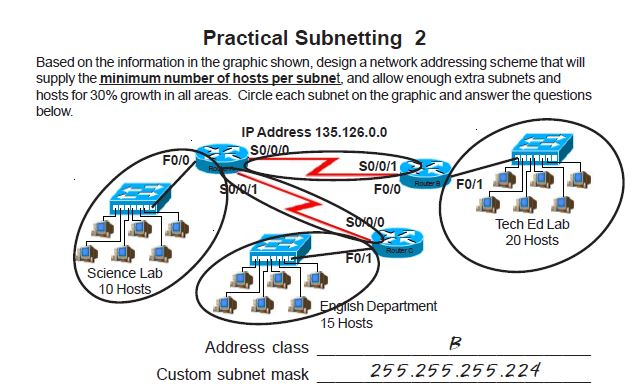 Practical Subnetting 2
Based on the information in the graphic shown, design a network addressing scheme that will
supply the minimum number of hosts per subnet, and allow enough extra subnets and
hosts for 30% growth in all areas. Circle each subnet on the graphic and answer the questions
below.
IP Address 135.126.0.0
S0/0/0
F0/0
Router A
S0/0/1
S0/0/1
F0/0
Router B
F0/1
Tech Ed Lab
20 Hosts
S0/0/0
Router C
F0/1
Science Lab
10 Hosts
English Department
15 Hosts
Address class B
Custom subnet mask 255.255.255.224